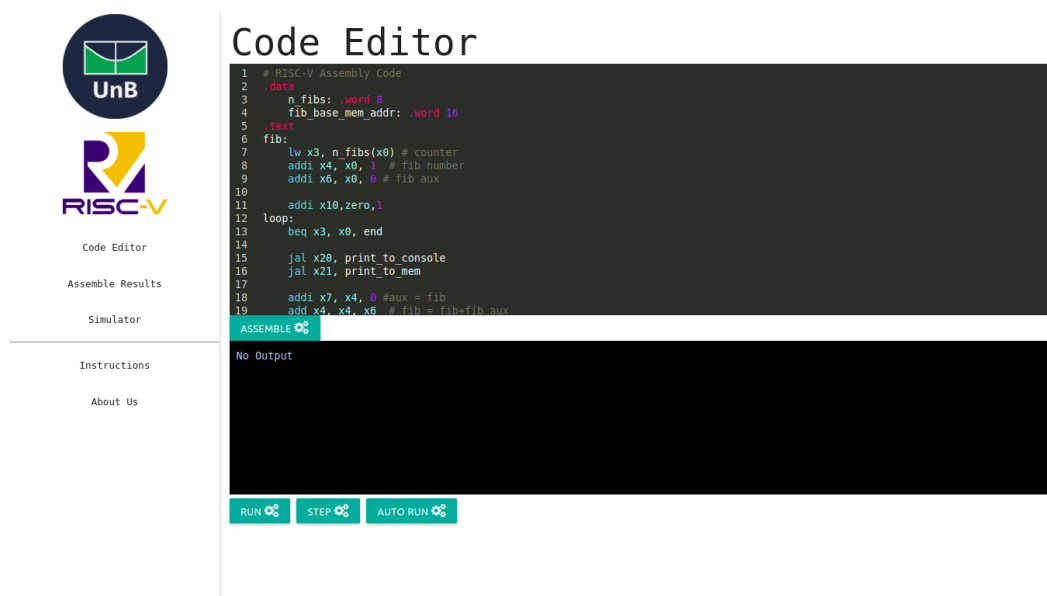 UnB
RISC-V
Code Editor
Assemble Results
Simulator
Instructions
About Us
Code Editor
1 # RISC-V Assembly Code
2 .data
3     n_fibs: .word 8
4     fib_base_mem_addr: .word 16
5 .text
6 fib:
7     lw x3, n_fibs(x0) # counter
8     addi x4, x0, 1  # fib number
9     addi x6, x0, 0 # fib aux
10
11     addi x10,zero,1
12 loop:
13     beq x3, x0, end
14
15     jal x20, print_to_console
16     jal x21, print_to_mem
17
18     addi x7, x4, 0 #aux = fib
19     add x4, x4, x6  # fib = fib+fib_aux
ASSEMBLE
No Output
RUN STEP AUTO RUN